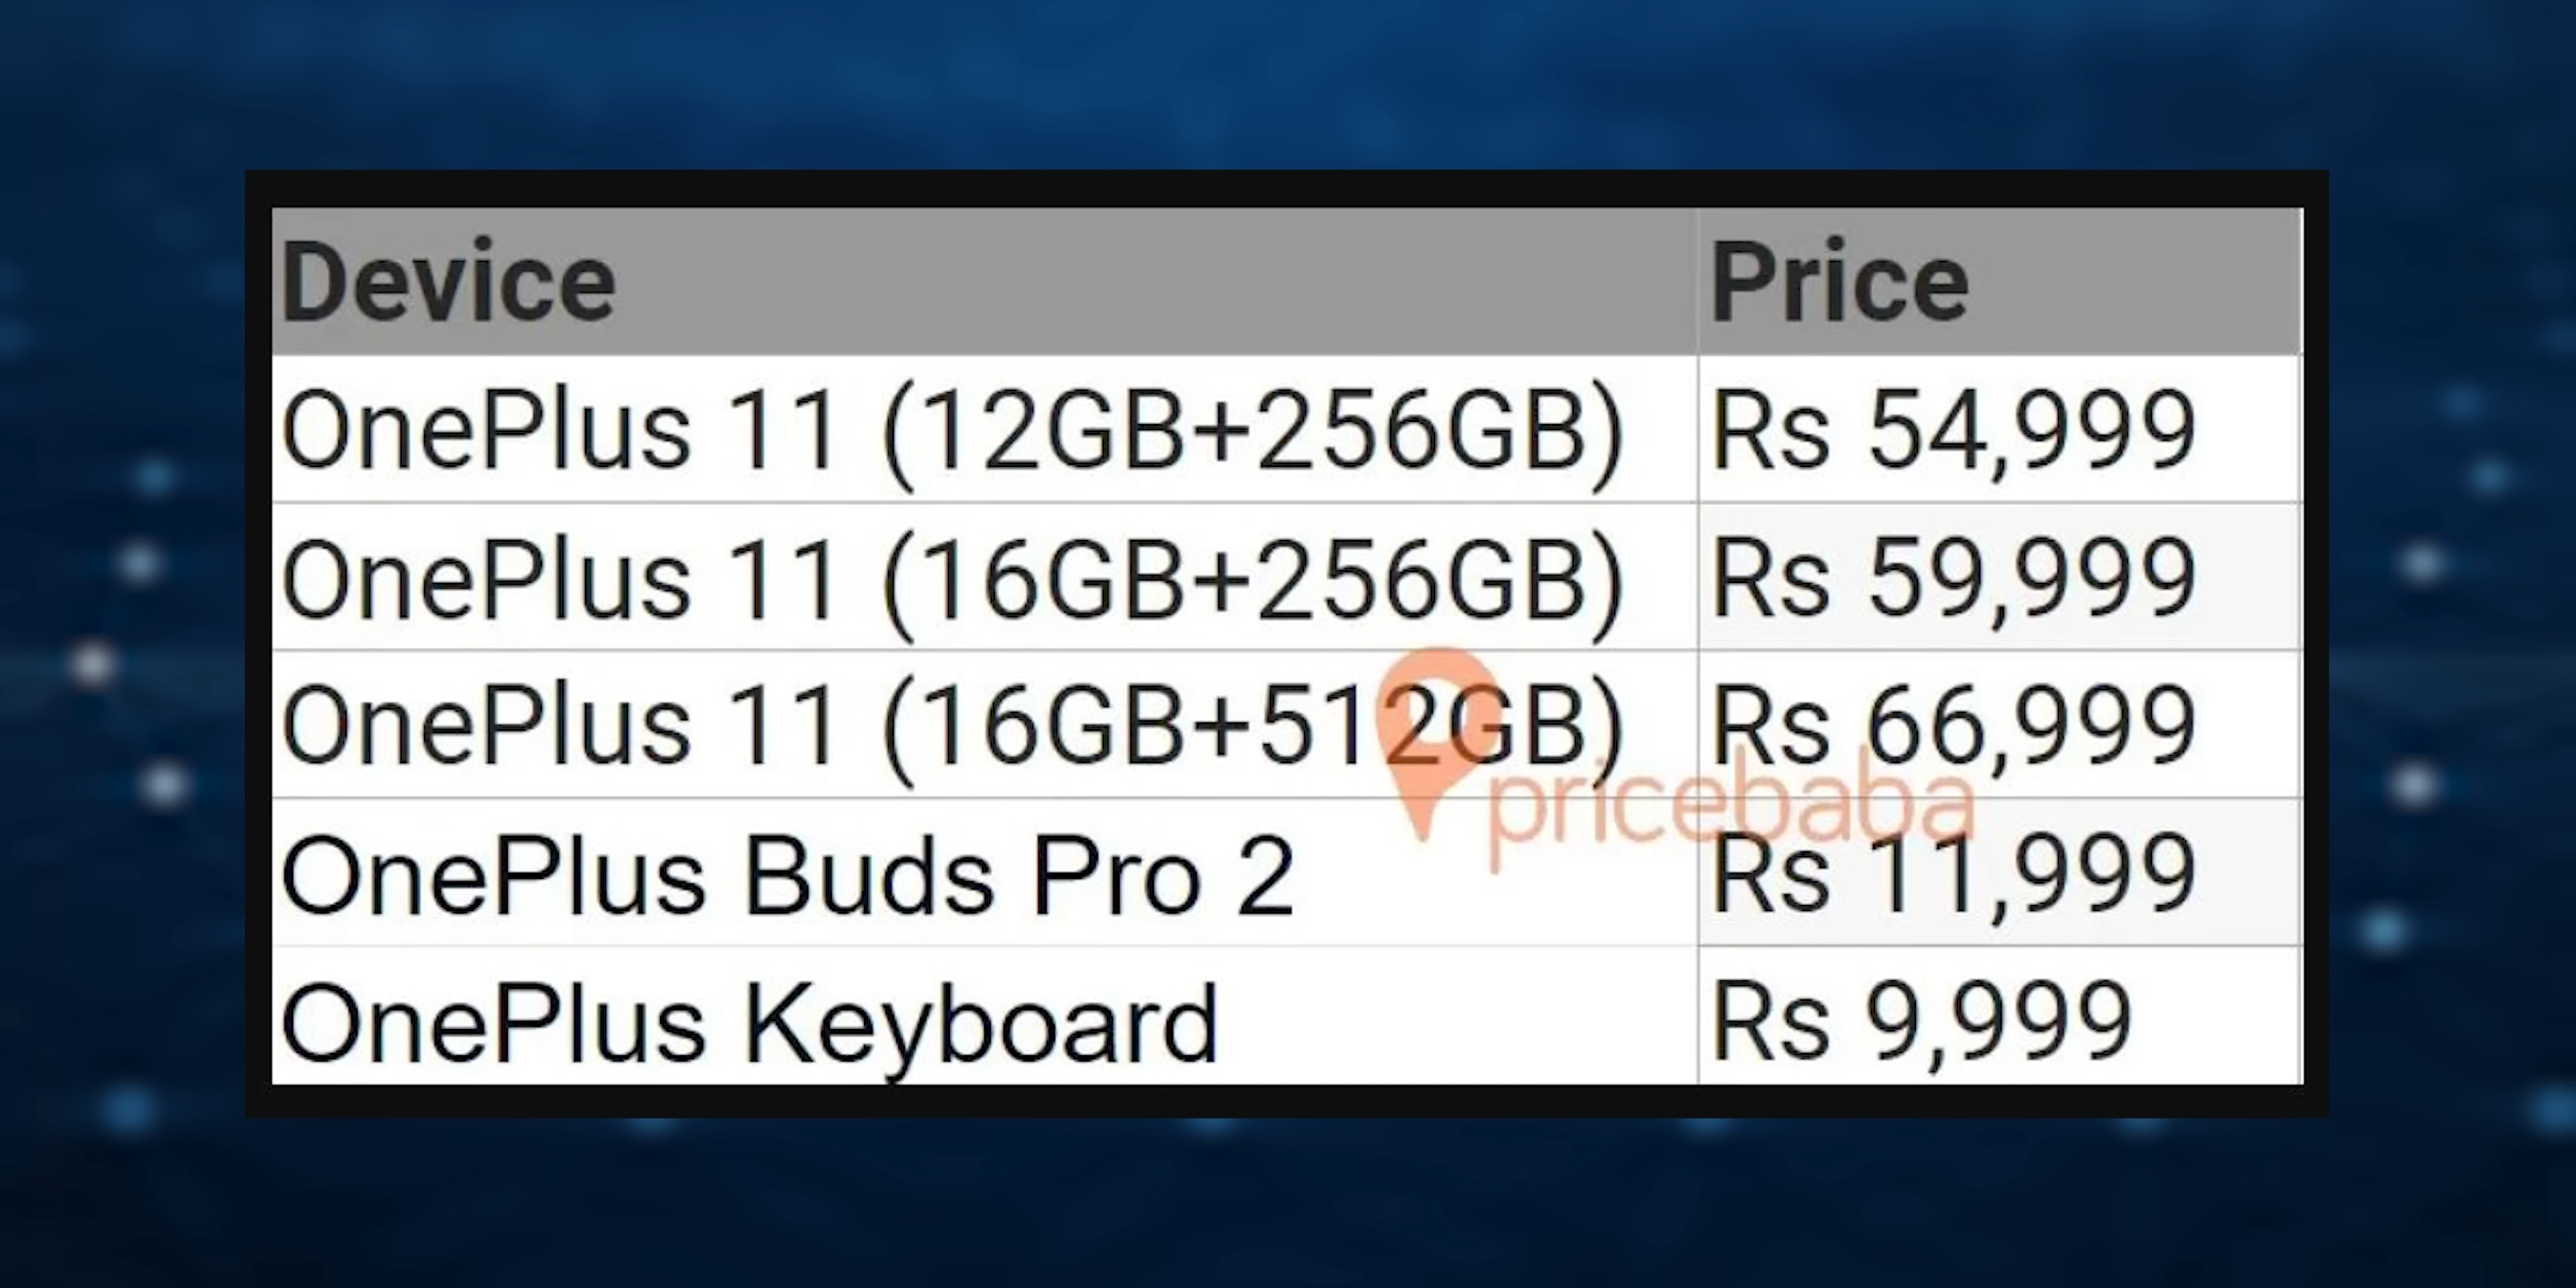 Device Price
OnePlus 11 (12GB+256GB) Rs 54,999
OnePlus 11 (16GB+256GB) Rs 59,999
OnePlus 11 (16GB+512GB) Rs 66,999
pricebaba
OnePlus Buds Pro 2 Rs 11,999
OnePlus Keyboard Rs 9,999